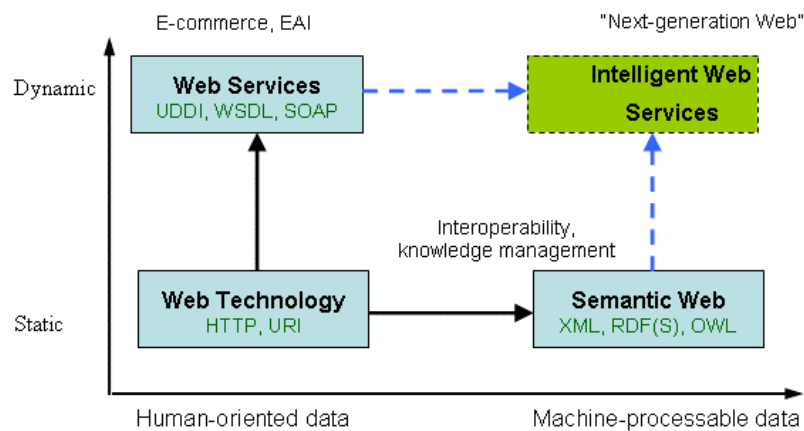 E-commerce, EAI
"Next-generation Web"
Dynamic
Web Services
UDDI, WSDL, SOAP
Intelligent Web
Services
Interoperability,
knowledge management
Static
Web Technology
HTTP, URI
Semantic Web
XML, RDF(S), OWL
Human-oriented data
Machine-processable data